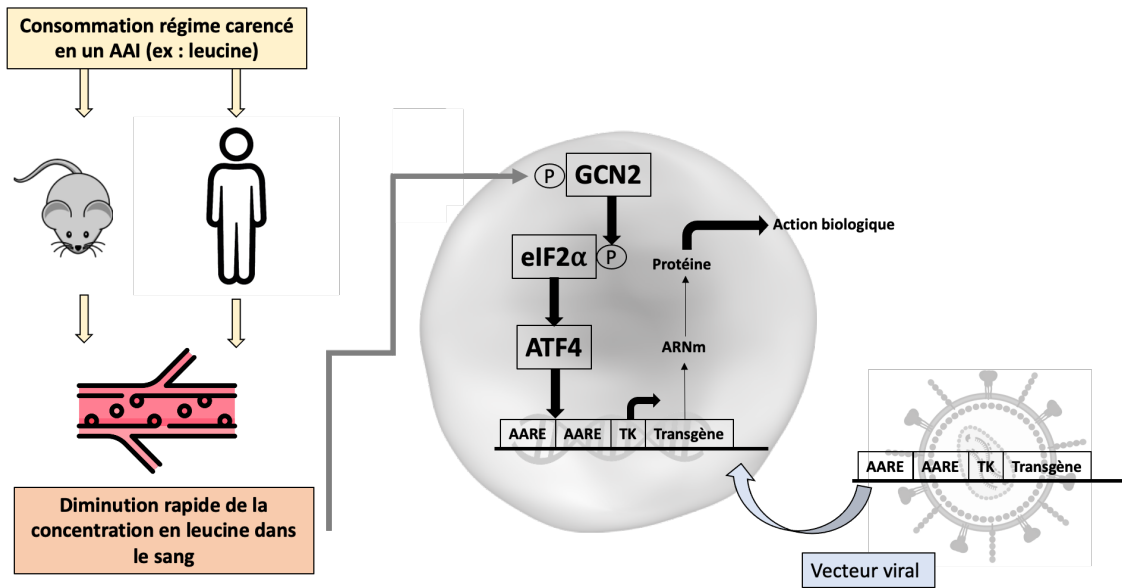 Consommation régime carencé
en un AAI (ex : leucine)
Diminution rapide de la
concentration en leucine dans
le sang
P
GCN2
eIF2α
P
ATF4
AARE
AARE
TK
Transgène
ARNm
Protéine
Action biologique
AARE
AARE
TK
Transgène
Vecteur viral